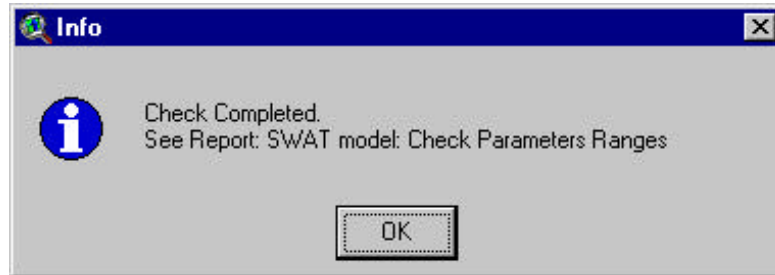 Info
Check Completed.
See Report: SWAT model: Check Parameters Ranges
OK